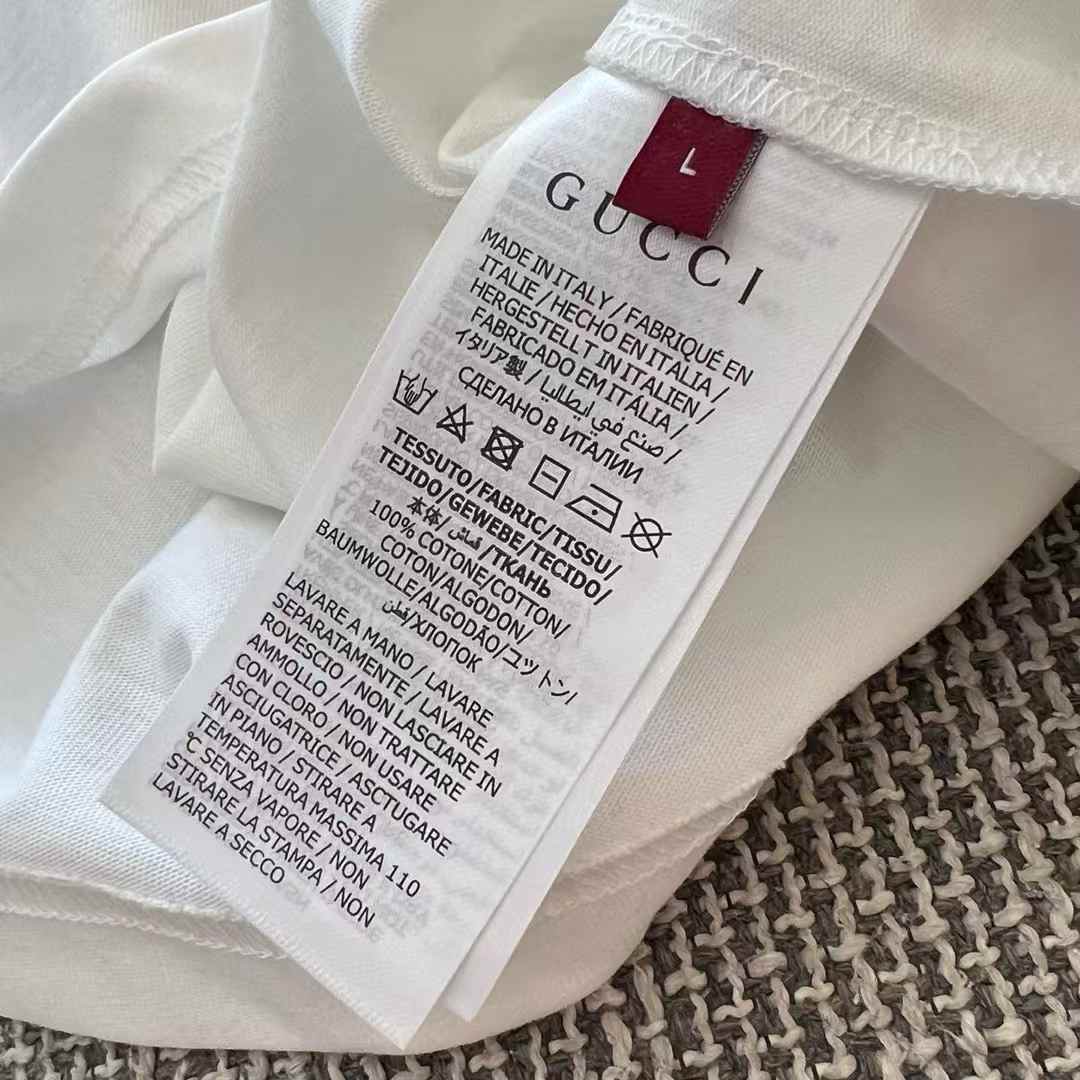 L
GUCCI
MADE IN ITALY / FABRIQUÉ EN
ITALIE / HECHO EN ITALIA /
HERGESTELLT IN ITALIEN /
FABRICADO EM ITÁLIA /
イタリア製 / صنع في ايطاليا /
СДЕЛАНО В ИТАЛИИ
TESSUTO/FABRIC/TISSU/
TEJIDO/GEWEBE/TECIDO/
本体/قماش/ТКАНЬ
100% COTONE/COTTON/
COTON/ALGODON/
BAUMWOLLE/ALGODÃO/ユットン/
قطن/ХЛОПОК
LAVARE A MANO / LAVARE
SEPARATAMENTE / LAVARE A
ROVESCIO / NON LASCIARE IN
AMMOLLO / NON TRATTARE
CON CLORO / NON USARE
ASCIUGATRICE / ASCTUGARE
IN PIANO / STIRARE A
TEMPERATURA MASSIMA 110
℃ SENZA VAPORE / NON
STIRARE LA STAMPA / NON
LAVARE A SECCO